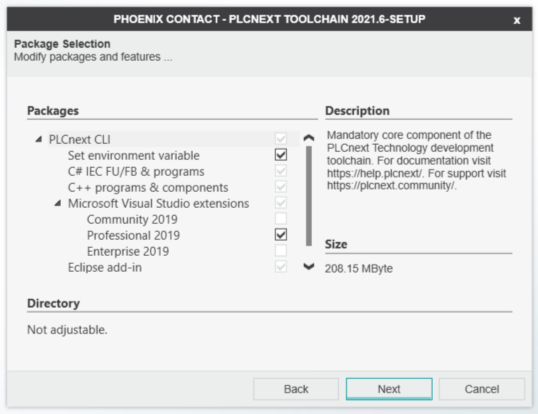 PHOENIX CONTACT - PLCNEXT TOOLCHAIN 2021.6-SETUP x
Package Selection
Modify packages and features ...
Packages
PLCnext CLI
Set environment variable
C# IEC FU/FB & programs
C++ programs & components
Microsoft Visual Studio extensions
Community 2019
Professional 2019
Enterprise 2019
Eclipse add-in
Description
Mandatory core component of the
PLCnext Technology development
toolchain. For documentation visit
https://help.plcnext/. For support visit
https://plcnext.community/.
Size
208.15 MByte
Directory
Not adjustable.
Back
Next
Cancel